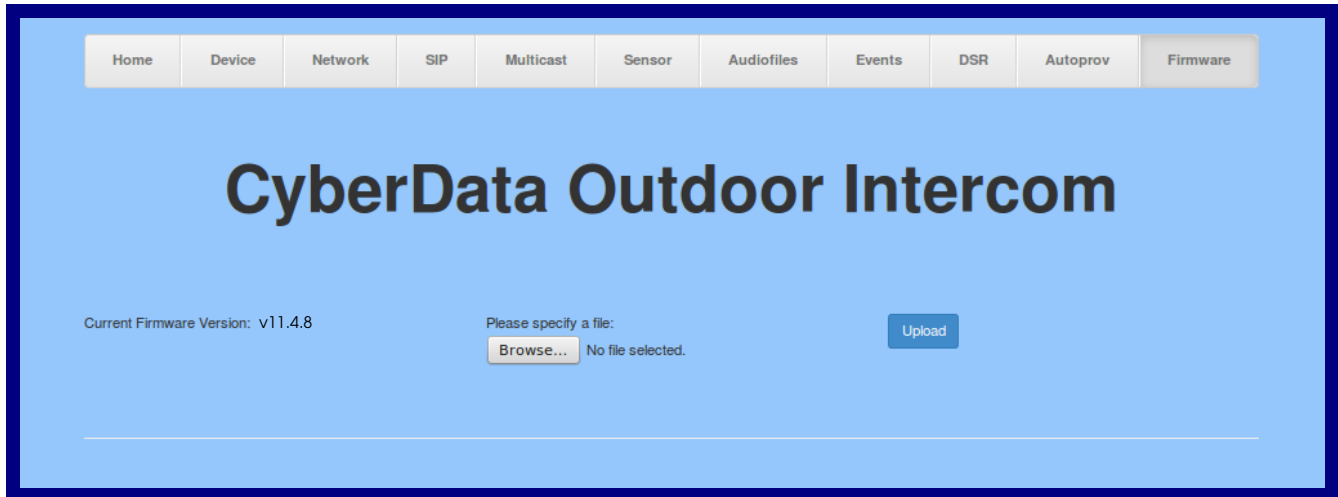 Home Device Network SIP Multicast Sensor Audiofiles Events DSR Autoprov Firmware
CyberData Outdoor Intercom
Current Firmware Version: v11.4.8
Please specify a file:
Browse... No file selected.
Upload